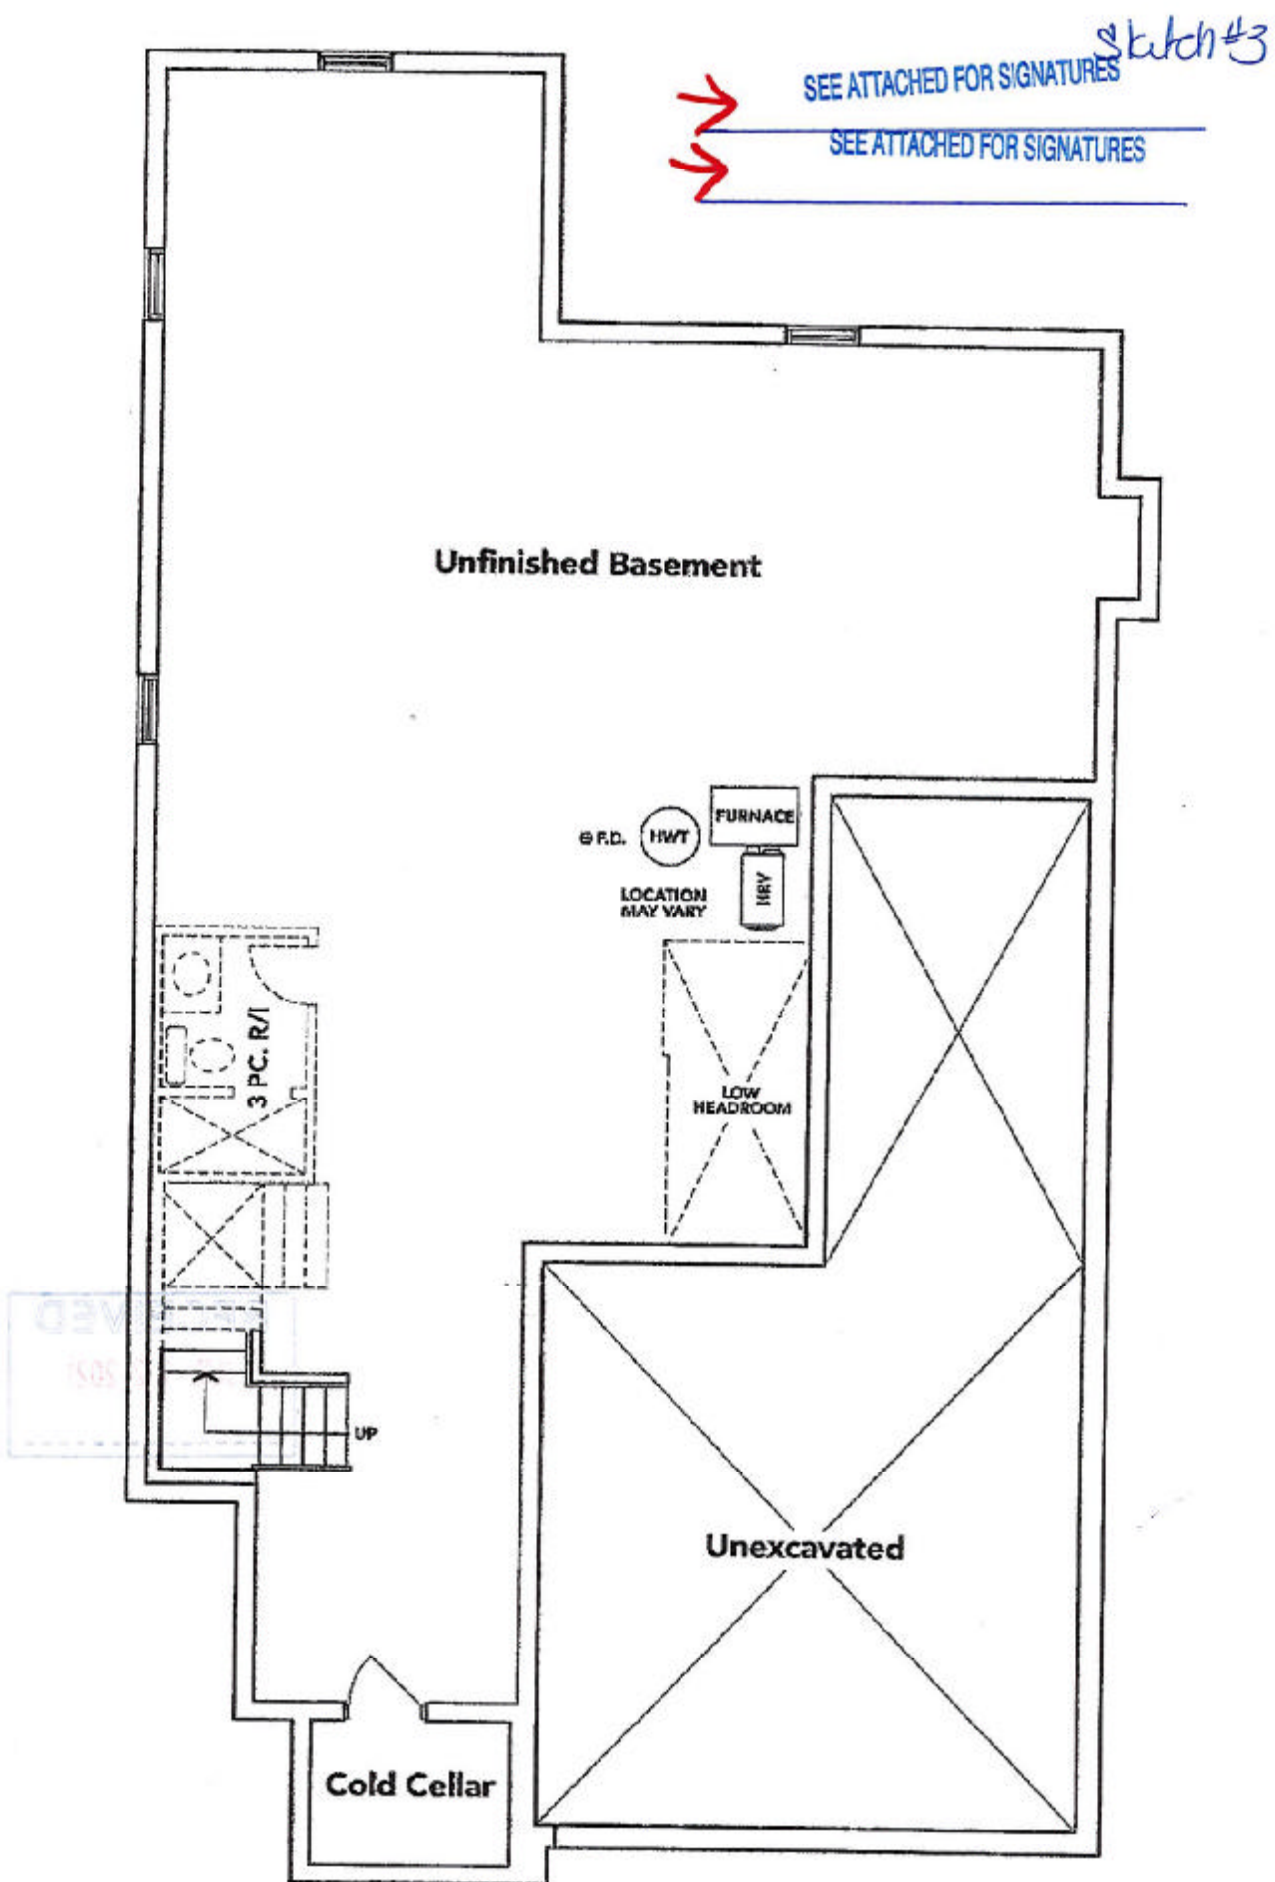 Sketch #3
SEE ATTACHED FOR SIGNATURES
SEE ATTACHED FOR SIGNATURES
Unfinished Basement
FURNACE
⊕ F.D.
HWT
HRV
LOCATION
MAY VARY
3 PC. R/I
LOW
HEADROOM
RECEIVED
UP
Unexcavated
Cold Cellar